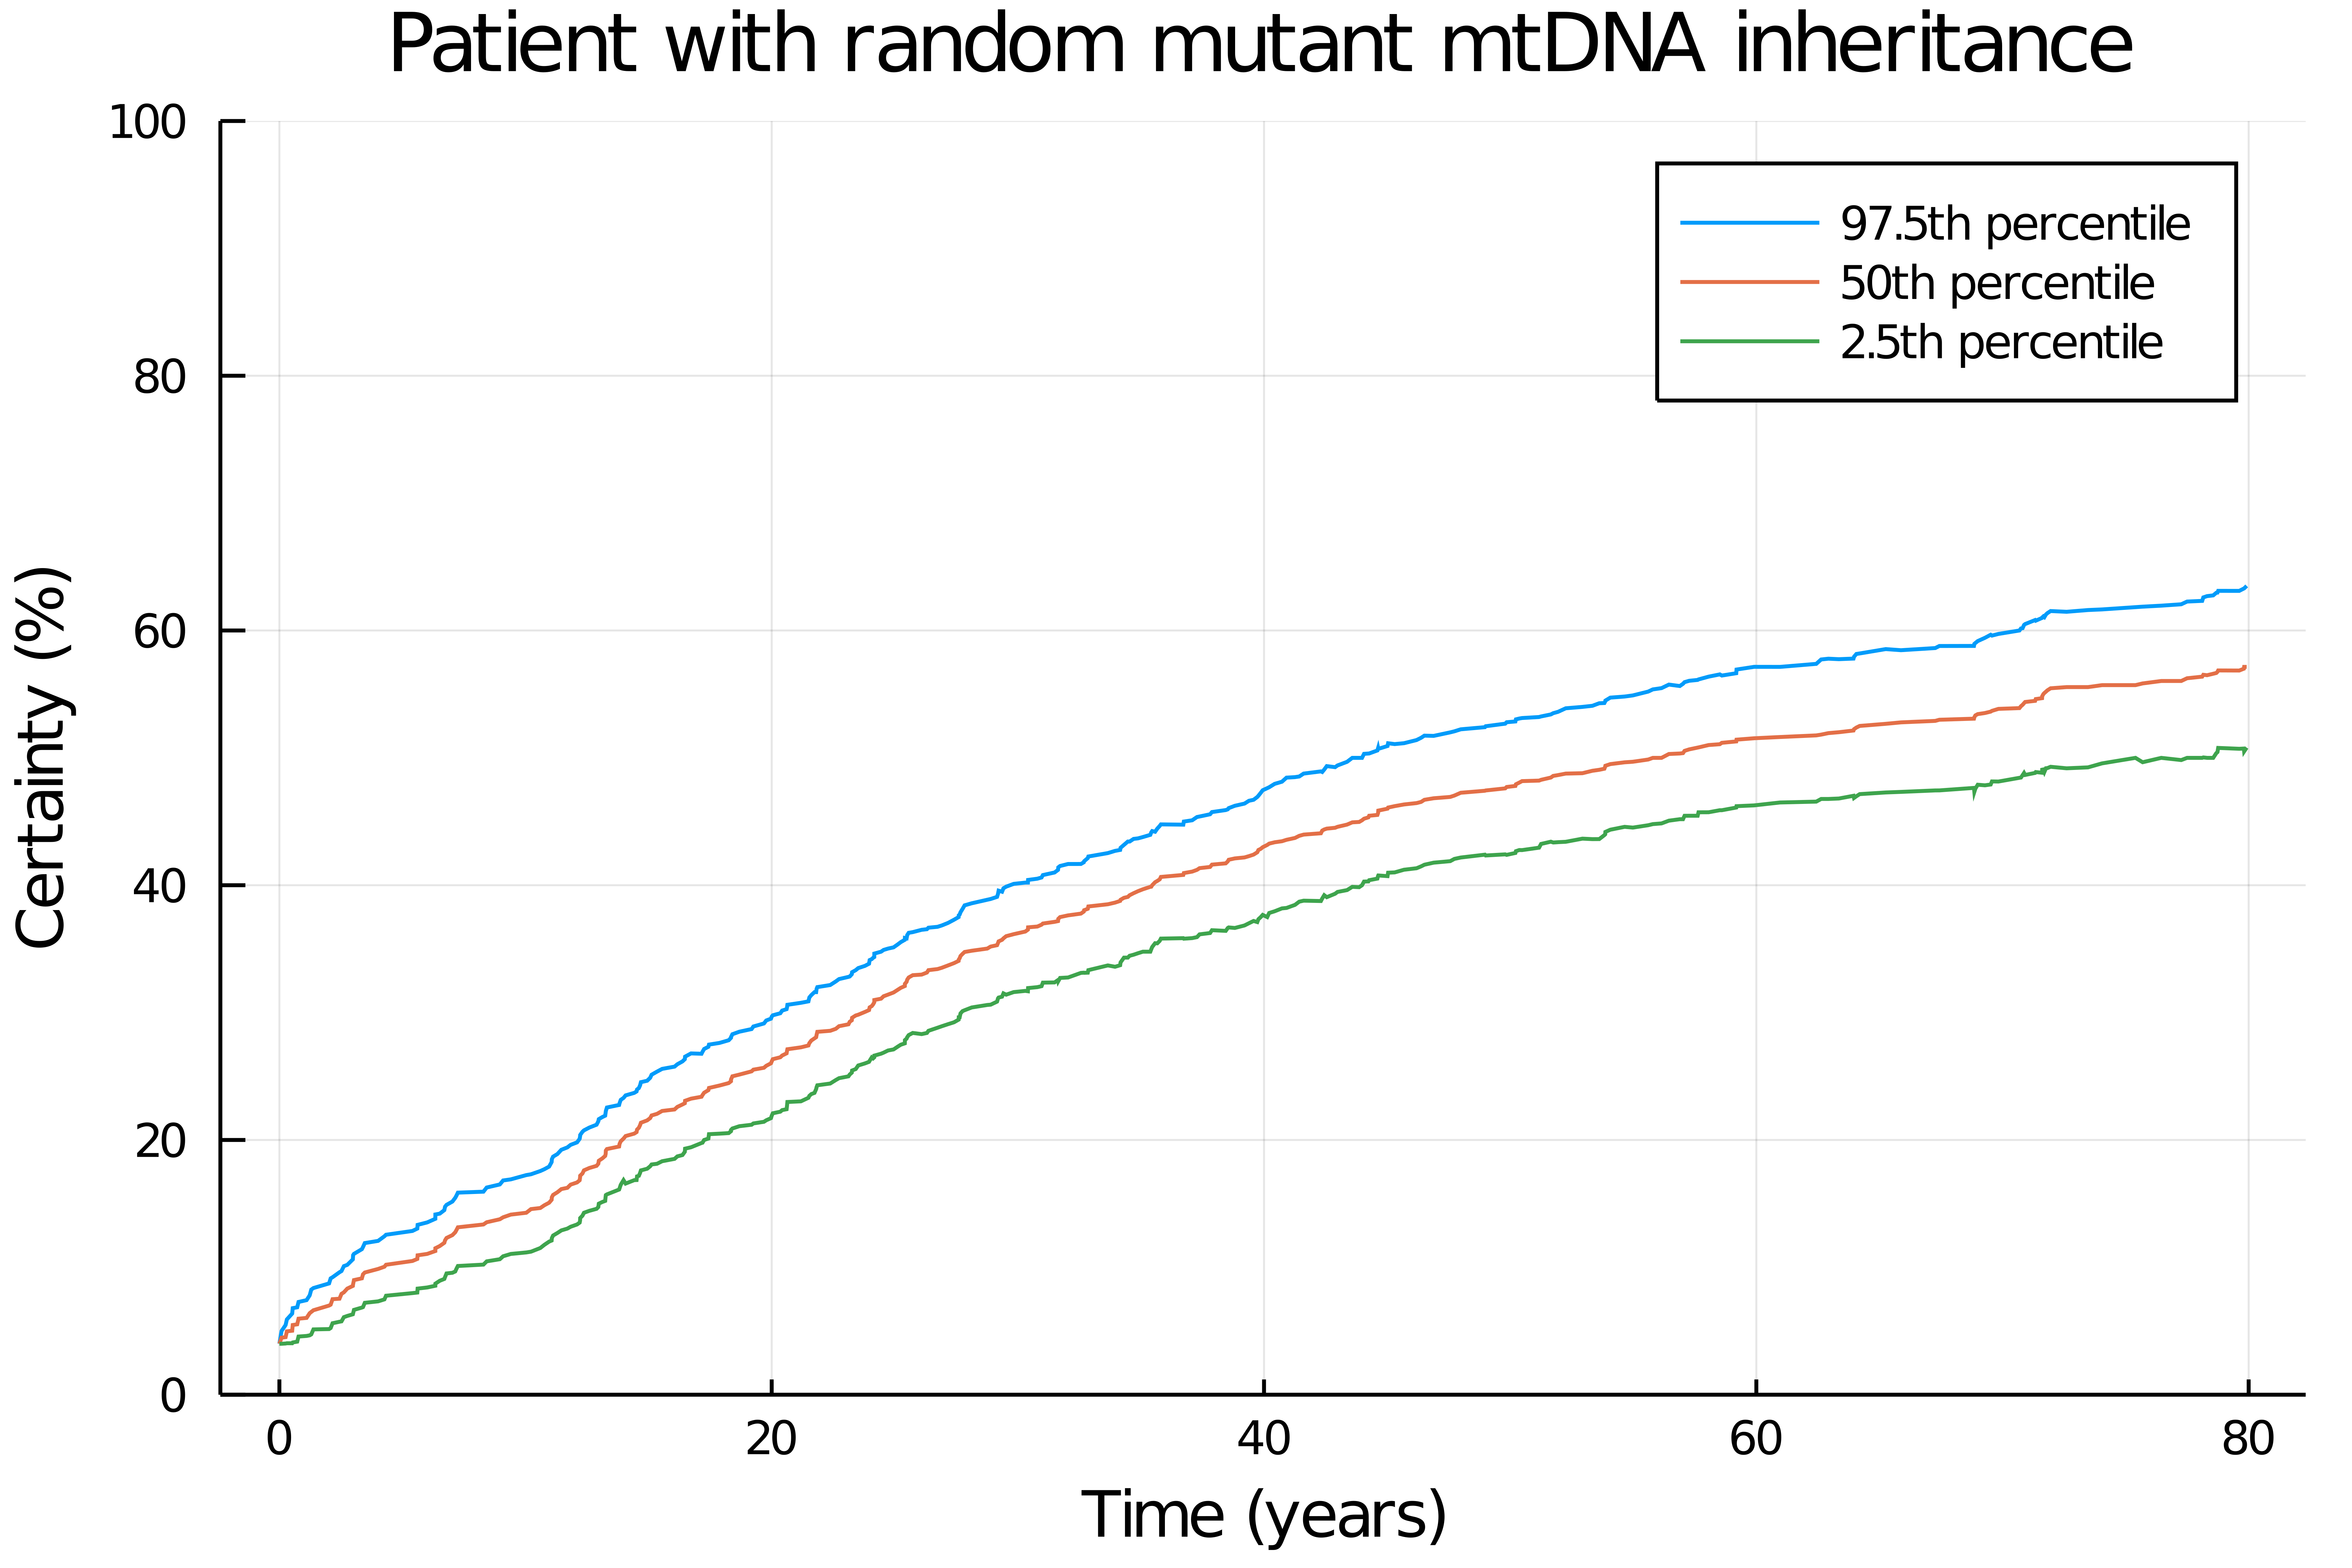 Patient with random mutant mtDNA inheritance
100
80
60
40
20
0
Certainty (%)
97.5th percentile
50th percentile
2.5th percentile
0 20 40 60 80
Time (years)